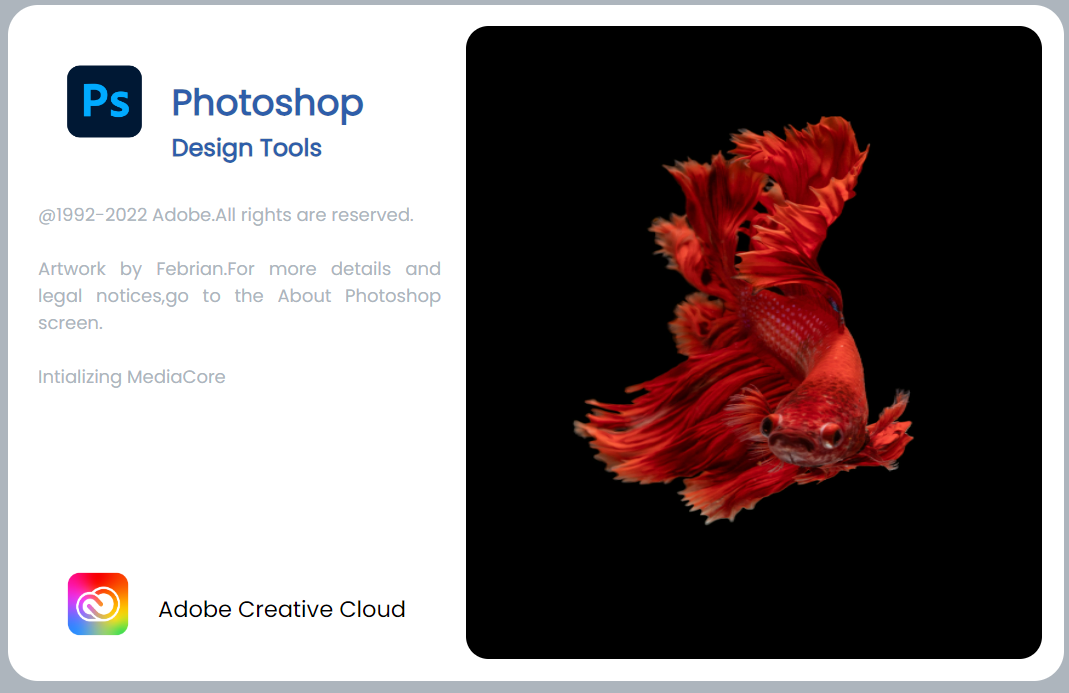 Ps
Photoshop
Design Tools
@1992-2022 Adobe.All rights are reserved.
Artwork by Febrian.For more details and
legal notices,go to the About Photoshop
screen.
Intializing MediaCore
Adobe Creative Cloud